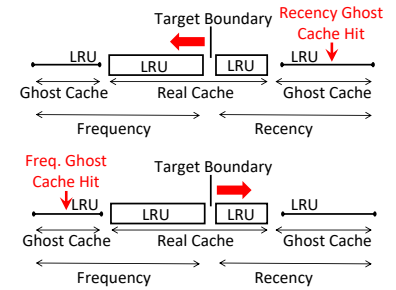 Target Boundary
Recency Ghost
Cache Hit
LRU
LRU
LRU
LRU
Ghost Cache
Real Cache
Ghost Cache
Frequency
Recency
Freq. Ghost
Cache Hit
Target Boundary
LRU
LRU
LRU
LRU
Ghost Cache
Real Cache
Ghost Cache
Frequency
Recency